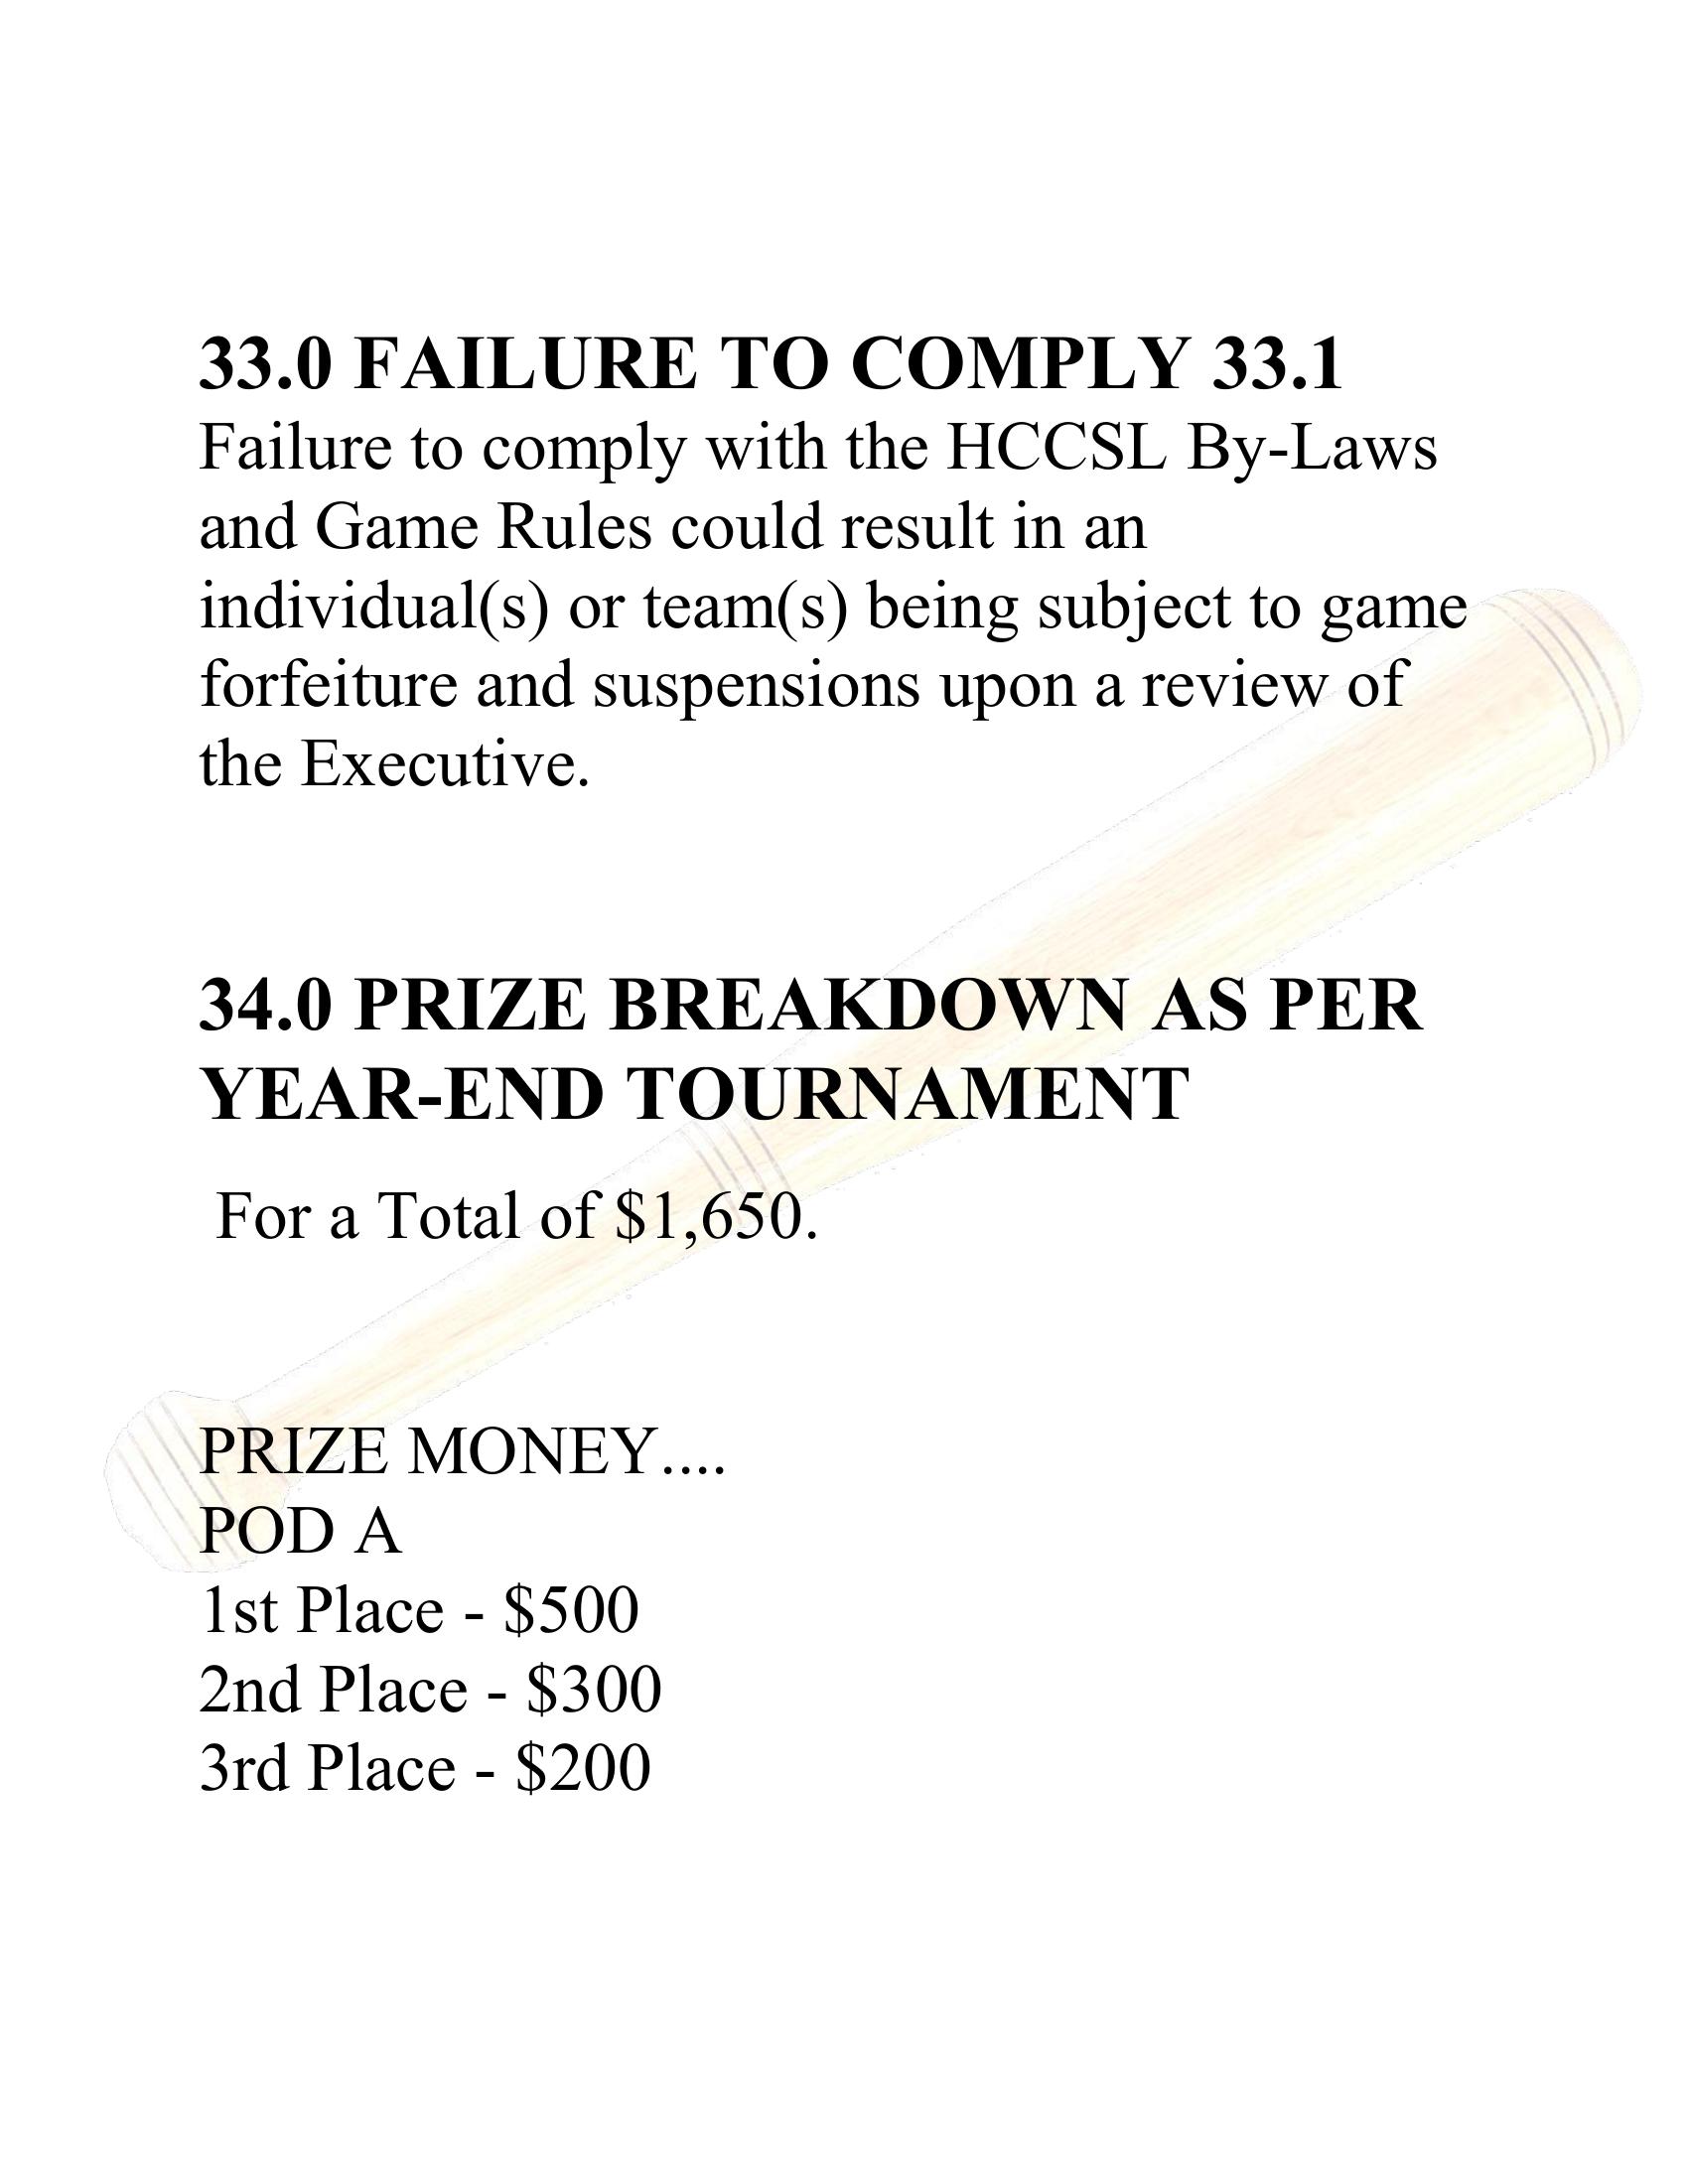 33.0 FAILURE TO COMPLY 33.1
Failure to comply with the HCCSL By-Laws
and Game Rules could result in an
individual(s) or team(s) being subject to game
forfeiture and suspensions upon a review of
the Executive.
34.0 PRIZE BREAKDOWN AS PER
YEAR-END TOURNAMENT
For a Total of $1,650.
PRIZE MONEY....
POD A
1st Place - $500
2nd Place - $300
3rd Place - $200